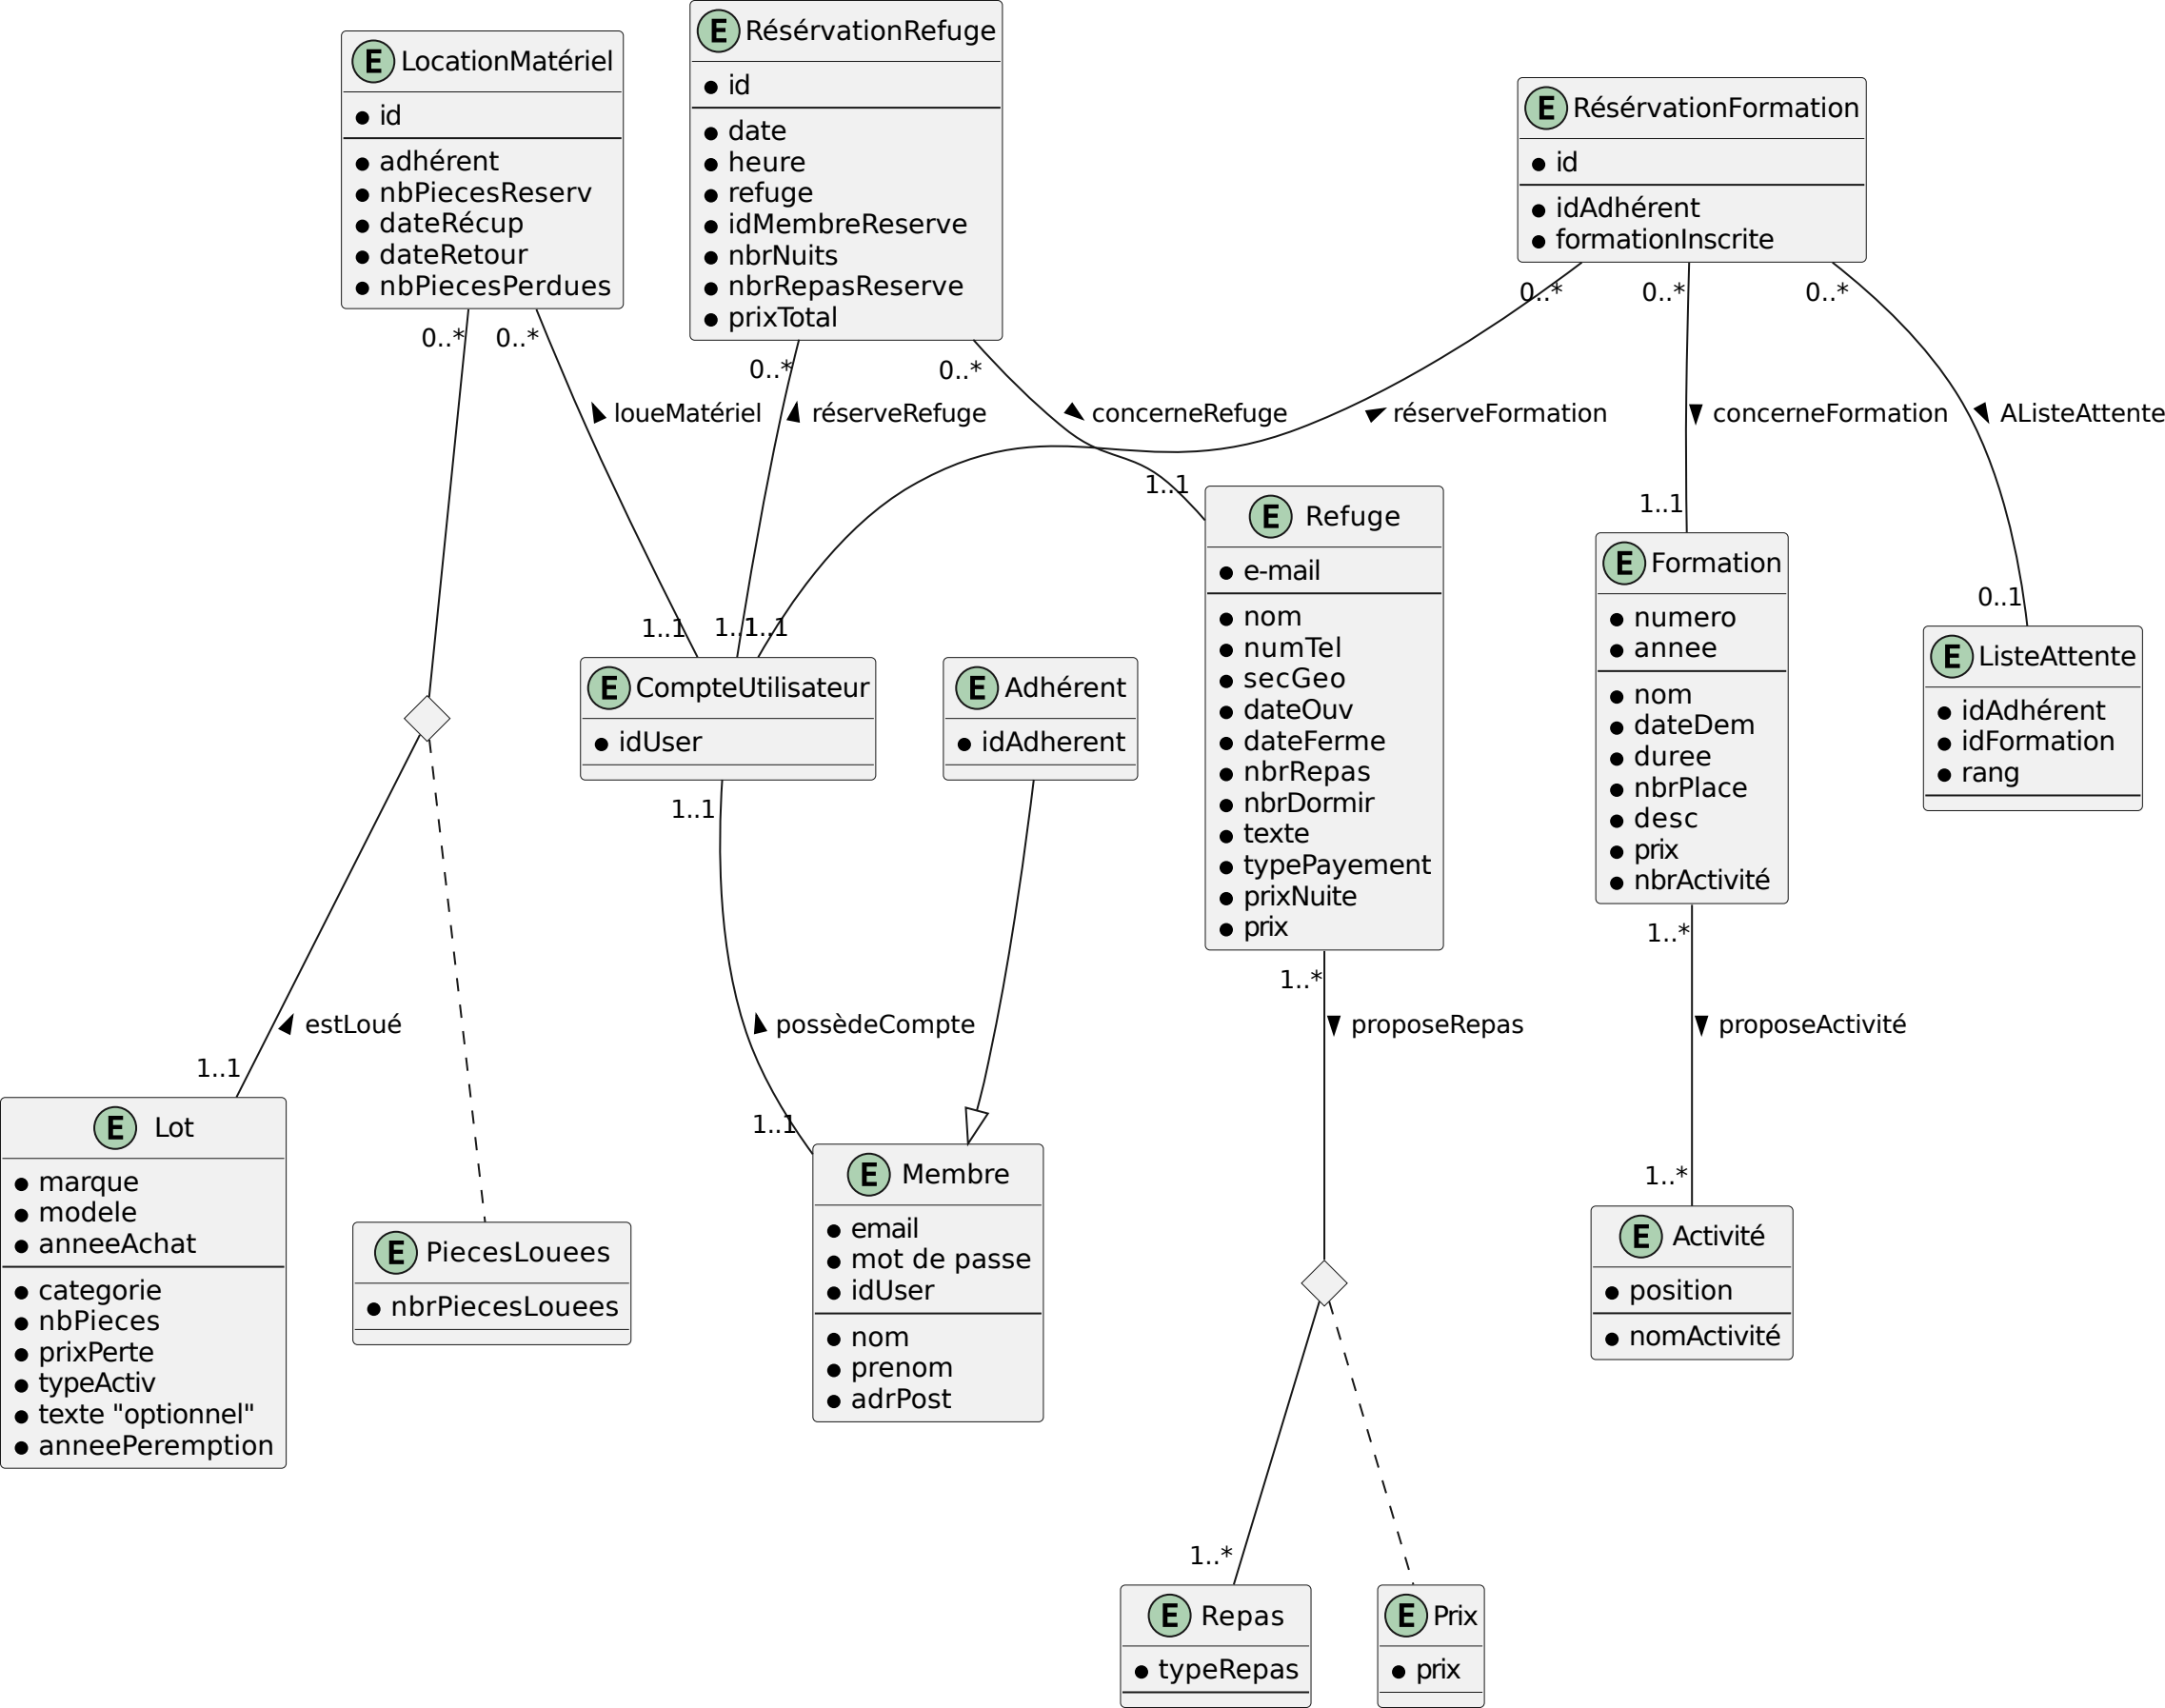 E LocationMatériel
id
adhérent
nbPiecesReserv
dateRécup
dateRetour
nbPiecesPerdues
E RésérvationRefuge
id
date
heure
refuge
idMembreReserve
nbrNuits
nbrRepasReserve
prixTotal
E RésérvationFormation
id
idAdhérent
formationInscrite
0..*
0..*
0..*
0..*
0..*
0..*
0..*
loueMatériel
réserveRefuge
concerneRefuge
réserveFormation
concerneFormation
AListeAttente
1..1
1..1
0..1
1..1
1..1
1..1
E Refuge
e-mail
nom
numTel
secGeo
dateOuv
dateFerme
nbrRepas
nbrDormir
texte
typePayement
prixNuite
prix
E Formation
numero
annee
nom
dateDem
duree
nbrPlace
desc
prix
nbrActivité
E ListeAttente
idAdhérent
idFormation
rang
E CompteUtilisateur
idUser
E Adhérent
idAdherent
1..1
1..*
1..*
estLoué
possèdeCompte
proposeRepas
proposeActivité
1..1
1..1
1..*
E Lot
marque
modele
anneeAchat
categorie
nbPieces
prixPerte
typeActiv
texte "optionnel"
anneePeremption
E PiecesLouees
nbrPiecesLouees
E Membre
email
mot de passe
idUser
nom
prenom
adrPost
E Activité
position
nomActivité
1..*
E Repas
typeRepas
E Prix
prix